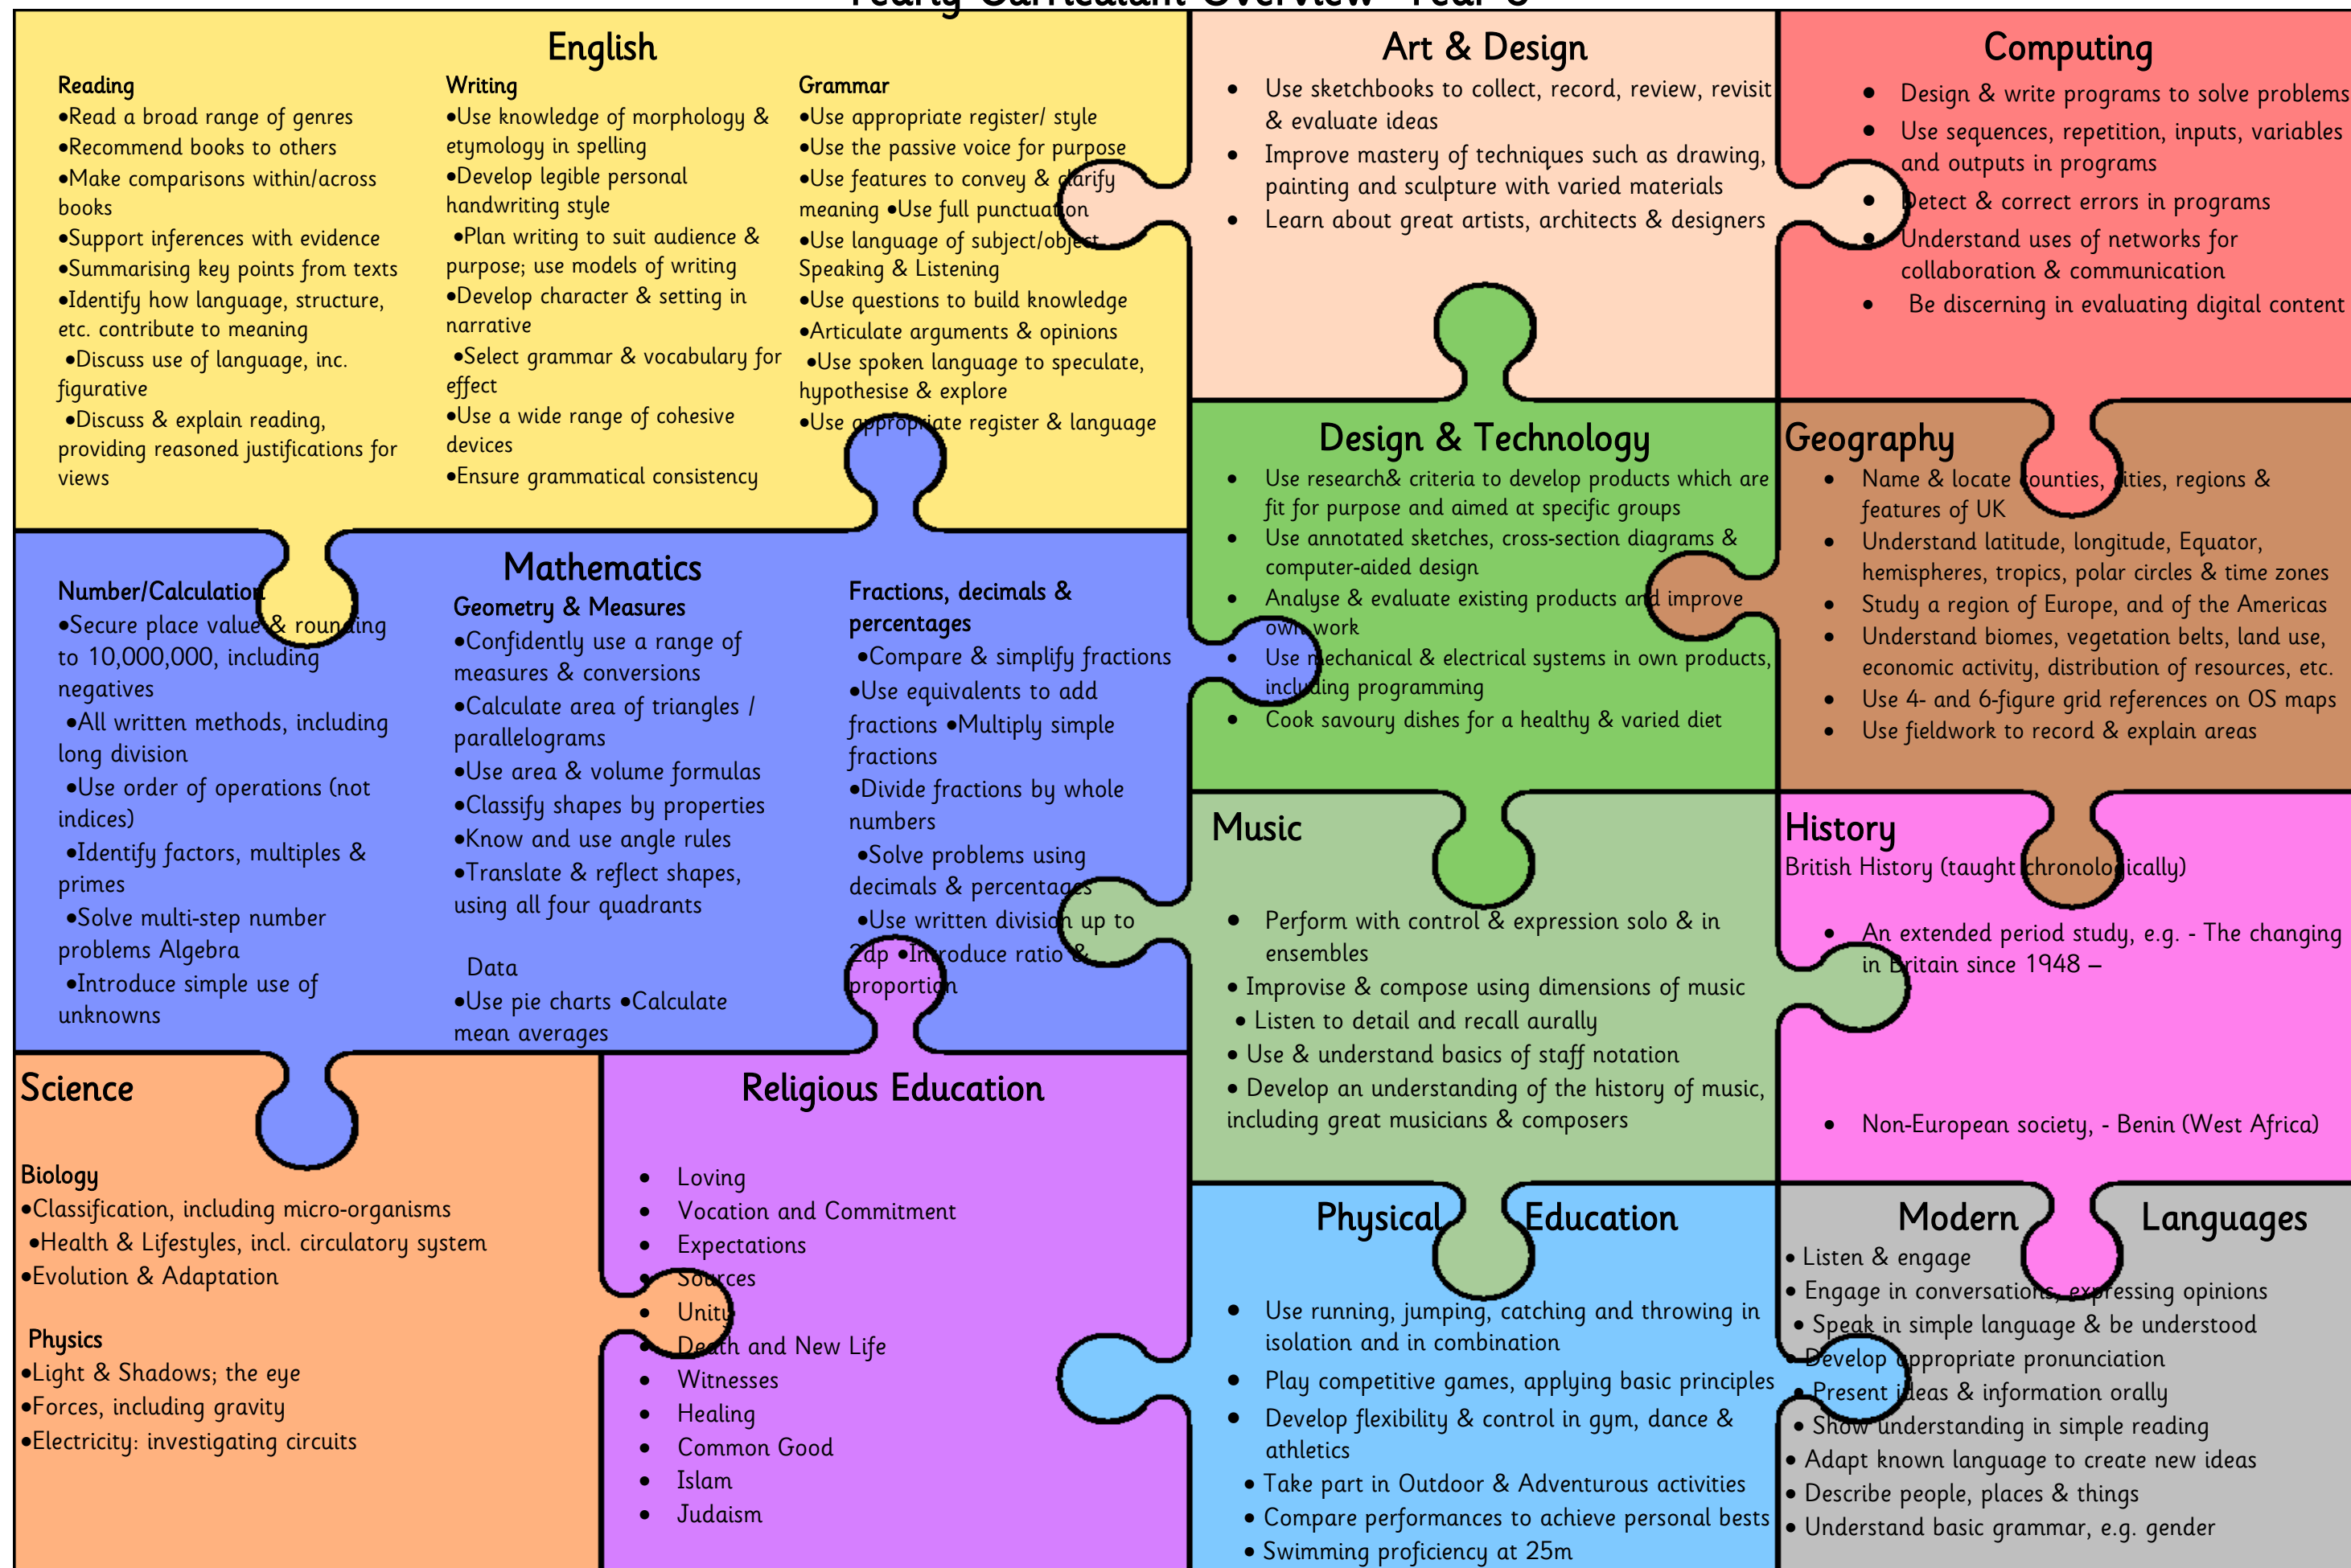 Yearly Curriculum Overview Year
English
Reading
•Read a broad range of genres
•Recommend books to others
•Make comparisons within/across
books
•Support inferences with evidence
•Summarising key points from texts
•Identify how language, structure,
etc. contribute to meaning
•Discuss use of language, inc.
figurative
•Discuss & explain reading,
providing reasoned justifications for
views
Writing
•Use knowledge of morphology &
etymology in spelling
•Develop legible personal
handwriting style
•Plan writing to suit audience &
purpose; use models of writing
•Develop character & setting in
narrative
•Select grammar & vocabulary for
effect
•Use a wide range of cohesive
devices
•Ensure grammatical consistency
Grammar
•Use appropriate register/ style
•Use the passive voice for purpose
•Use features to convey & clarify
meaning •Use full punctuation
•Use language of subject/object
Speaking & Listening
•Use questions to build knowledge
•Articulate arguments & opinions
•Use spoken language to speculate,
hypothesise & explore
•Use appropriate register & language
Art & Design
• Use sketchbooks to collect, record, review, revisit
& evaluate ideas
• Improve mastery of techniques such as drawing,
painting and sculpture with varied materials
• Learn about great artists, architects & designers
Computing
• Design & write programs to solve problems
• Use sequences, repetition, inputs, variables
and outputs in programs
• Detect & correct errors in programs
• Understand uses of networks for
collaboration & communication
• Be discerning in evaluating digital content
Mathematics
Number/Calculation
•Secure place value & rounding
to 10,000,000, including
negatives
•All written methods, including
long division
•Use order of operations (not
indices)
•Identify factors, multiples &
primes
•Solve multi-step number
problems Algebra
•Introduce simple use of
unknowns
Geometry & Measures
•Confidently use a range of
measures & conversions
•Calculate area of triangles /
parallelograms
•Use area & volume formulas
•Classify shapes by properties
•Know and use angle rules
•Translate & reflect shapes,
using all four quadrants
Data
•Use pie charts •Calculate
mean averages
Fractions, decimals &
percentages
•Compare & simplify fractions
•Use equivalents to add
fractions •Multiply simple
fractions
•Divide fractions by whole
numbers
•Solve problems using
decimals & percentages
•Use written division up to
2dp •Introduce ratio &
proportion
Design & Technology
• Use research& criteria to develop products which are
fit for purpose and aimed at specific groups
• Use annotated sketches, cross-section diagrams &
computer-aided design
• Analyse & evaluate existing products and improve
own work
• Use mechanical & electrical systems in own products,
including programming
• Cook savoury dishes for a healthy & varied diet
Geography
• Name & locate counties, cities, regions &
features of UK
• Understand latitude, longitude, Equator,
hemispheres, tropics, polar circles & time zones
• Study a region of Europe, and of the Americas
• Understand biomes, vegetation belts, land use,
economic activity, distribution of resources, etc.
• Use 4- and 6-figure grid references on OS maps
• Use fieldwork to record & explain areas
Music
• Perform with control & expression solo & in
ensembles
• Improvise & compose using dimensions of music
• Listen to detail and recall aurally
• Use & understand basics of staff notation
• Develop an understanding of the history of music,
including great musicians & composers
History
British History (taught chronologically)
• An extended period study, e.g. - The changing
in Britain since 1948 –
• Non-European society, - Benin (West Africa)
Science
Biology
•Classification, including micro-organisms
•Health & Lifestyles, incl. circulatory system
•Evolution & Adaptation
Physics
•Light & Shadows; the eye
•Forces, including gravity
•Electricity: investigating circuits
Religious Education
• Loving
• Vocation and Commitment
• Expectations
• Sources
• Unity
• Death and New Life
• Witnesses
• Healing
• Common Good
• Islam
• Judaism
Physical Education
• Use running, jumping, catching and throwing in
isolation and in combination
• Play competitive games, applying basic principles
• Develop flexibility & control in gym, dance &
athletics
• Take part in Outdoor & Adventurous activities
• Compare performances to achieve personal bests
• Swimming proficiency at 25m
Modern Languages
• Listen & engage
• Engage in conversations, expressing opinions
• Speak in simple language & be understood
• Develop appropriate pronunciation
• Present ideas & information orally
• Show understanding in simple reading
• Adapt known language to create new ideas
• Describe people, places & things
• Understand basic grammar, e.g. gender